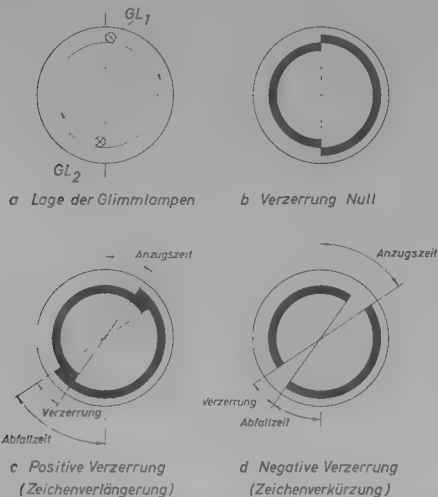 GL1
GL2
a Lage der Glimmlampen
b Verzerrung Null
Anzugszeit
Verzerrung
Abfallzeit
c Positive Verzerrung
(Zeichenverlängerung)
Anzugszeit
Verzerrung
Abfallzeit
d Negative Verzerrung
(Zeichenverkürzung)